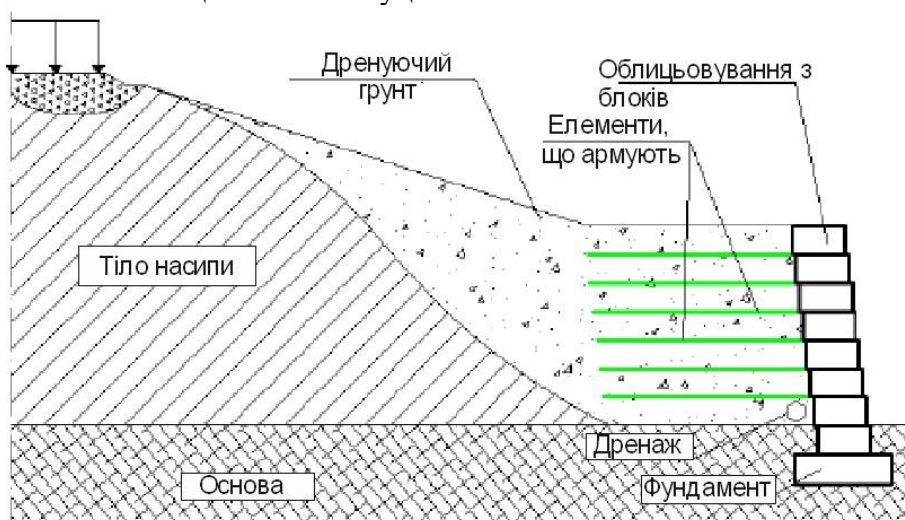 Дренуючий
грунт
Облицьовування з
блоків
Елементи,
що армують
Тіло насипи
Дренаж
Основа
Фундамент